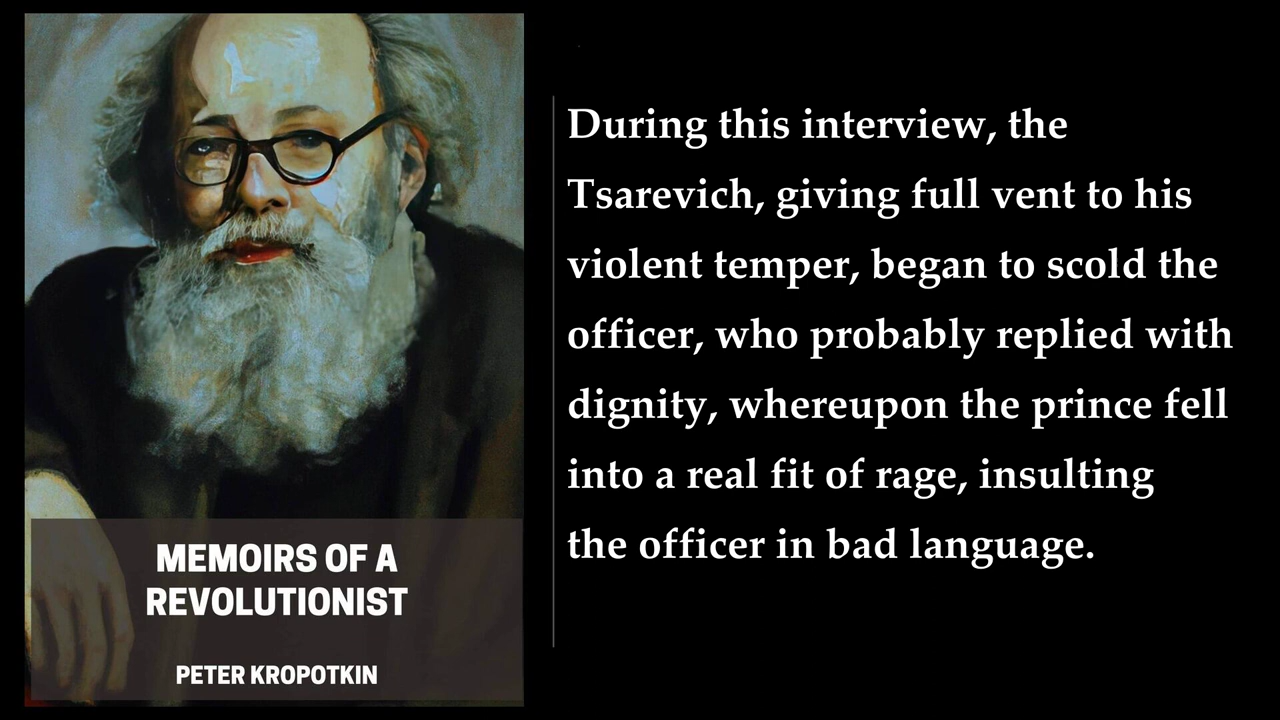 MEMOIRS OF A
REVOLUTIONIST
PETER KROPOTKIN
During this interview, the
Tsarevich, giving full vent to his
violent temper, began to scold the
officer, who probably replied with
dignity, whereupon the prince fell
into a real fit of rage, insulting
the officer in bad language.